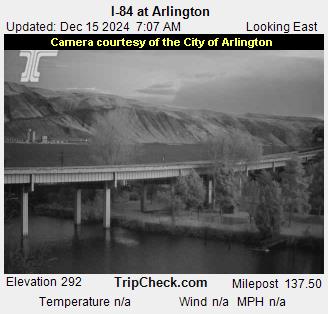 I-84 at Arlington
Updated: Dec 15 2024 7:07 AM Looking East
Camera courtesy of the City of Arlington
Elevation 292 TripCheck.com Milepost 137.50
Temperature n/a Wind n/a MPH n/a